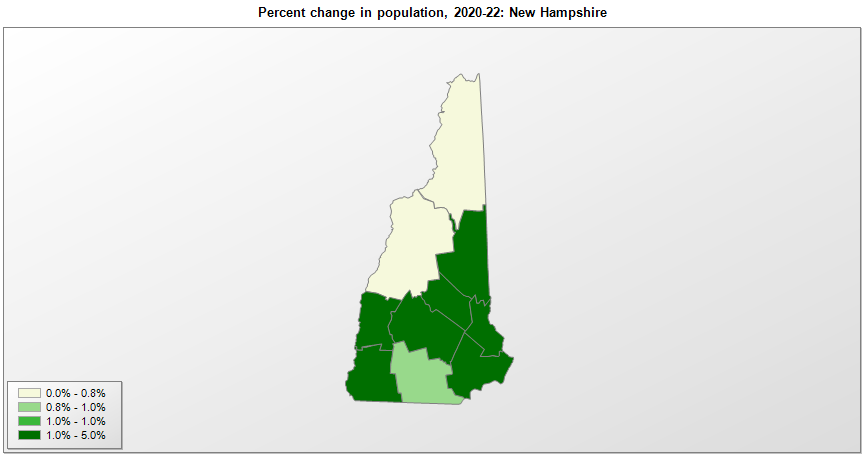 Percent change in population, 2020-22: New Hampshire
0.0% - 0.8%
0.8% - 1.0%
1.0% - 1.0%
1.0% - 5.0%